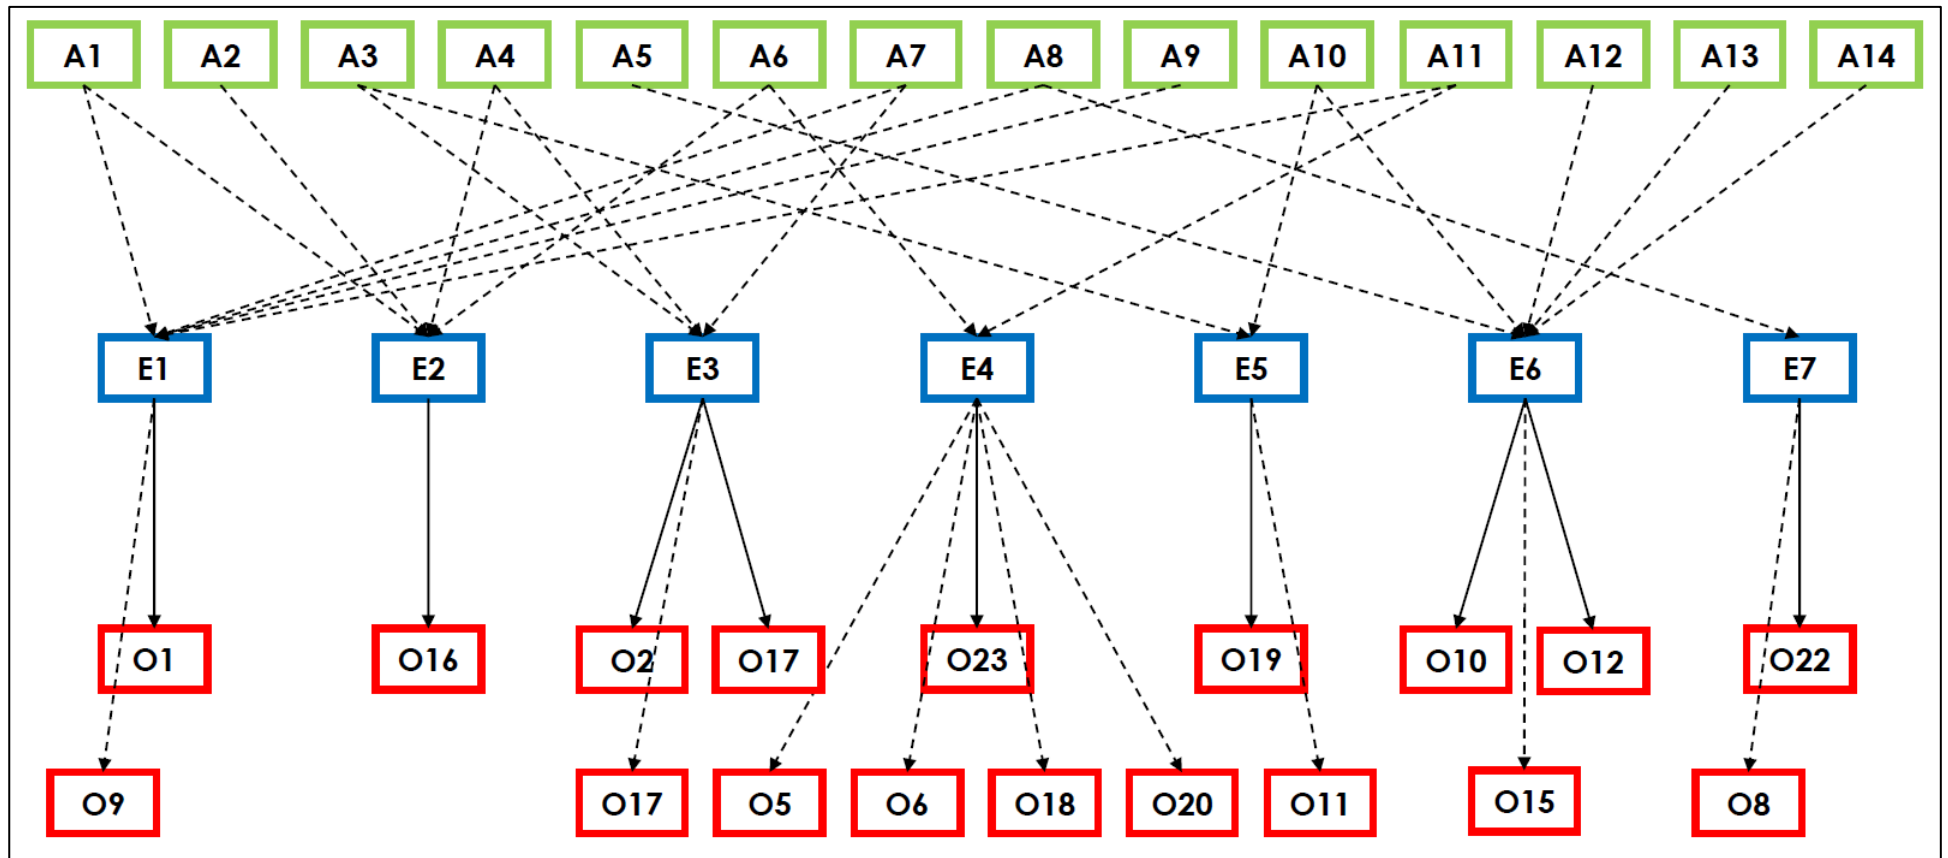 A1 A2 A3 A4 A5 A6 A7 A8 A9 A10 A11 A12 A13 A14
E1 E2 E3 E4 E5 E6 E7
O1 O16 O2 O17 O23 O19 O10 O12 O22
O9 O17 O5 O6 O18 O20 O11 O15 O8